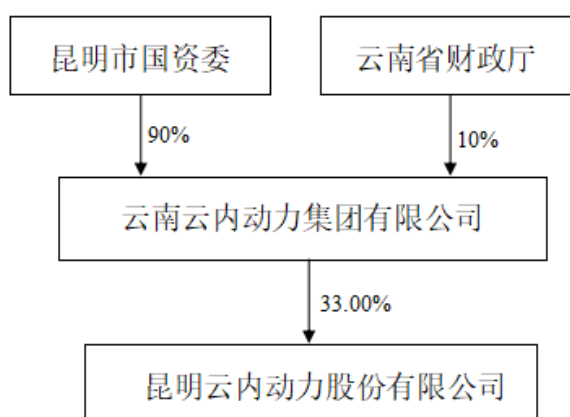 昆明市国资委
云南省财政厅
90%
10%
云南云内动力集团有限公司
33.00%
昆明云内动力股份有限公司